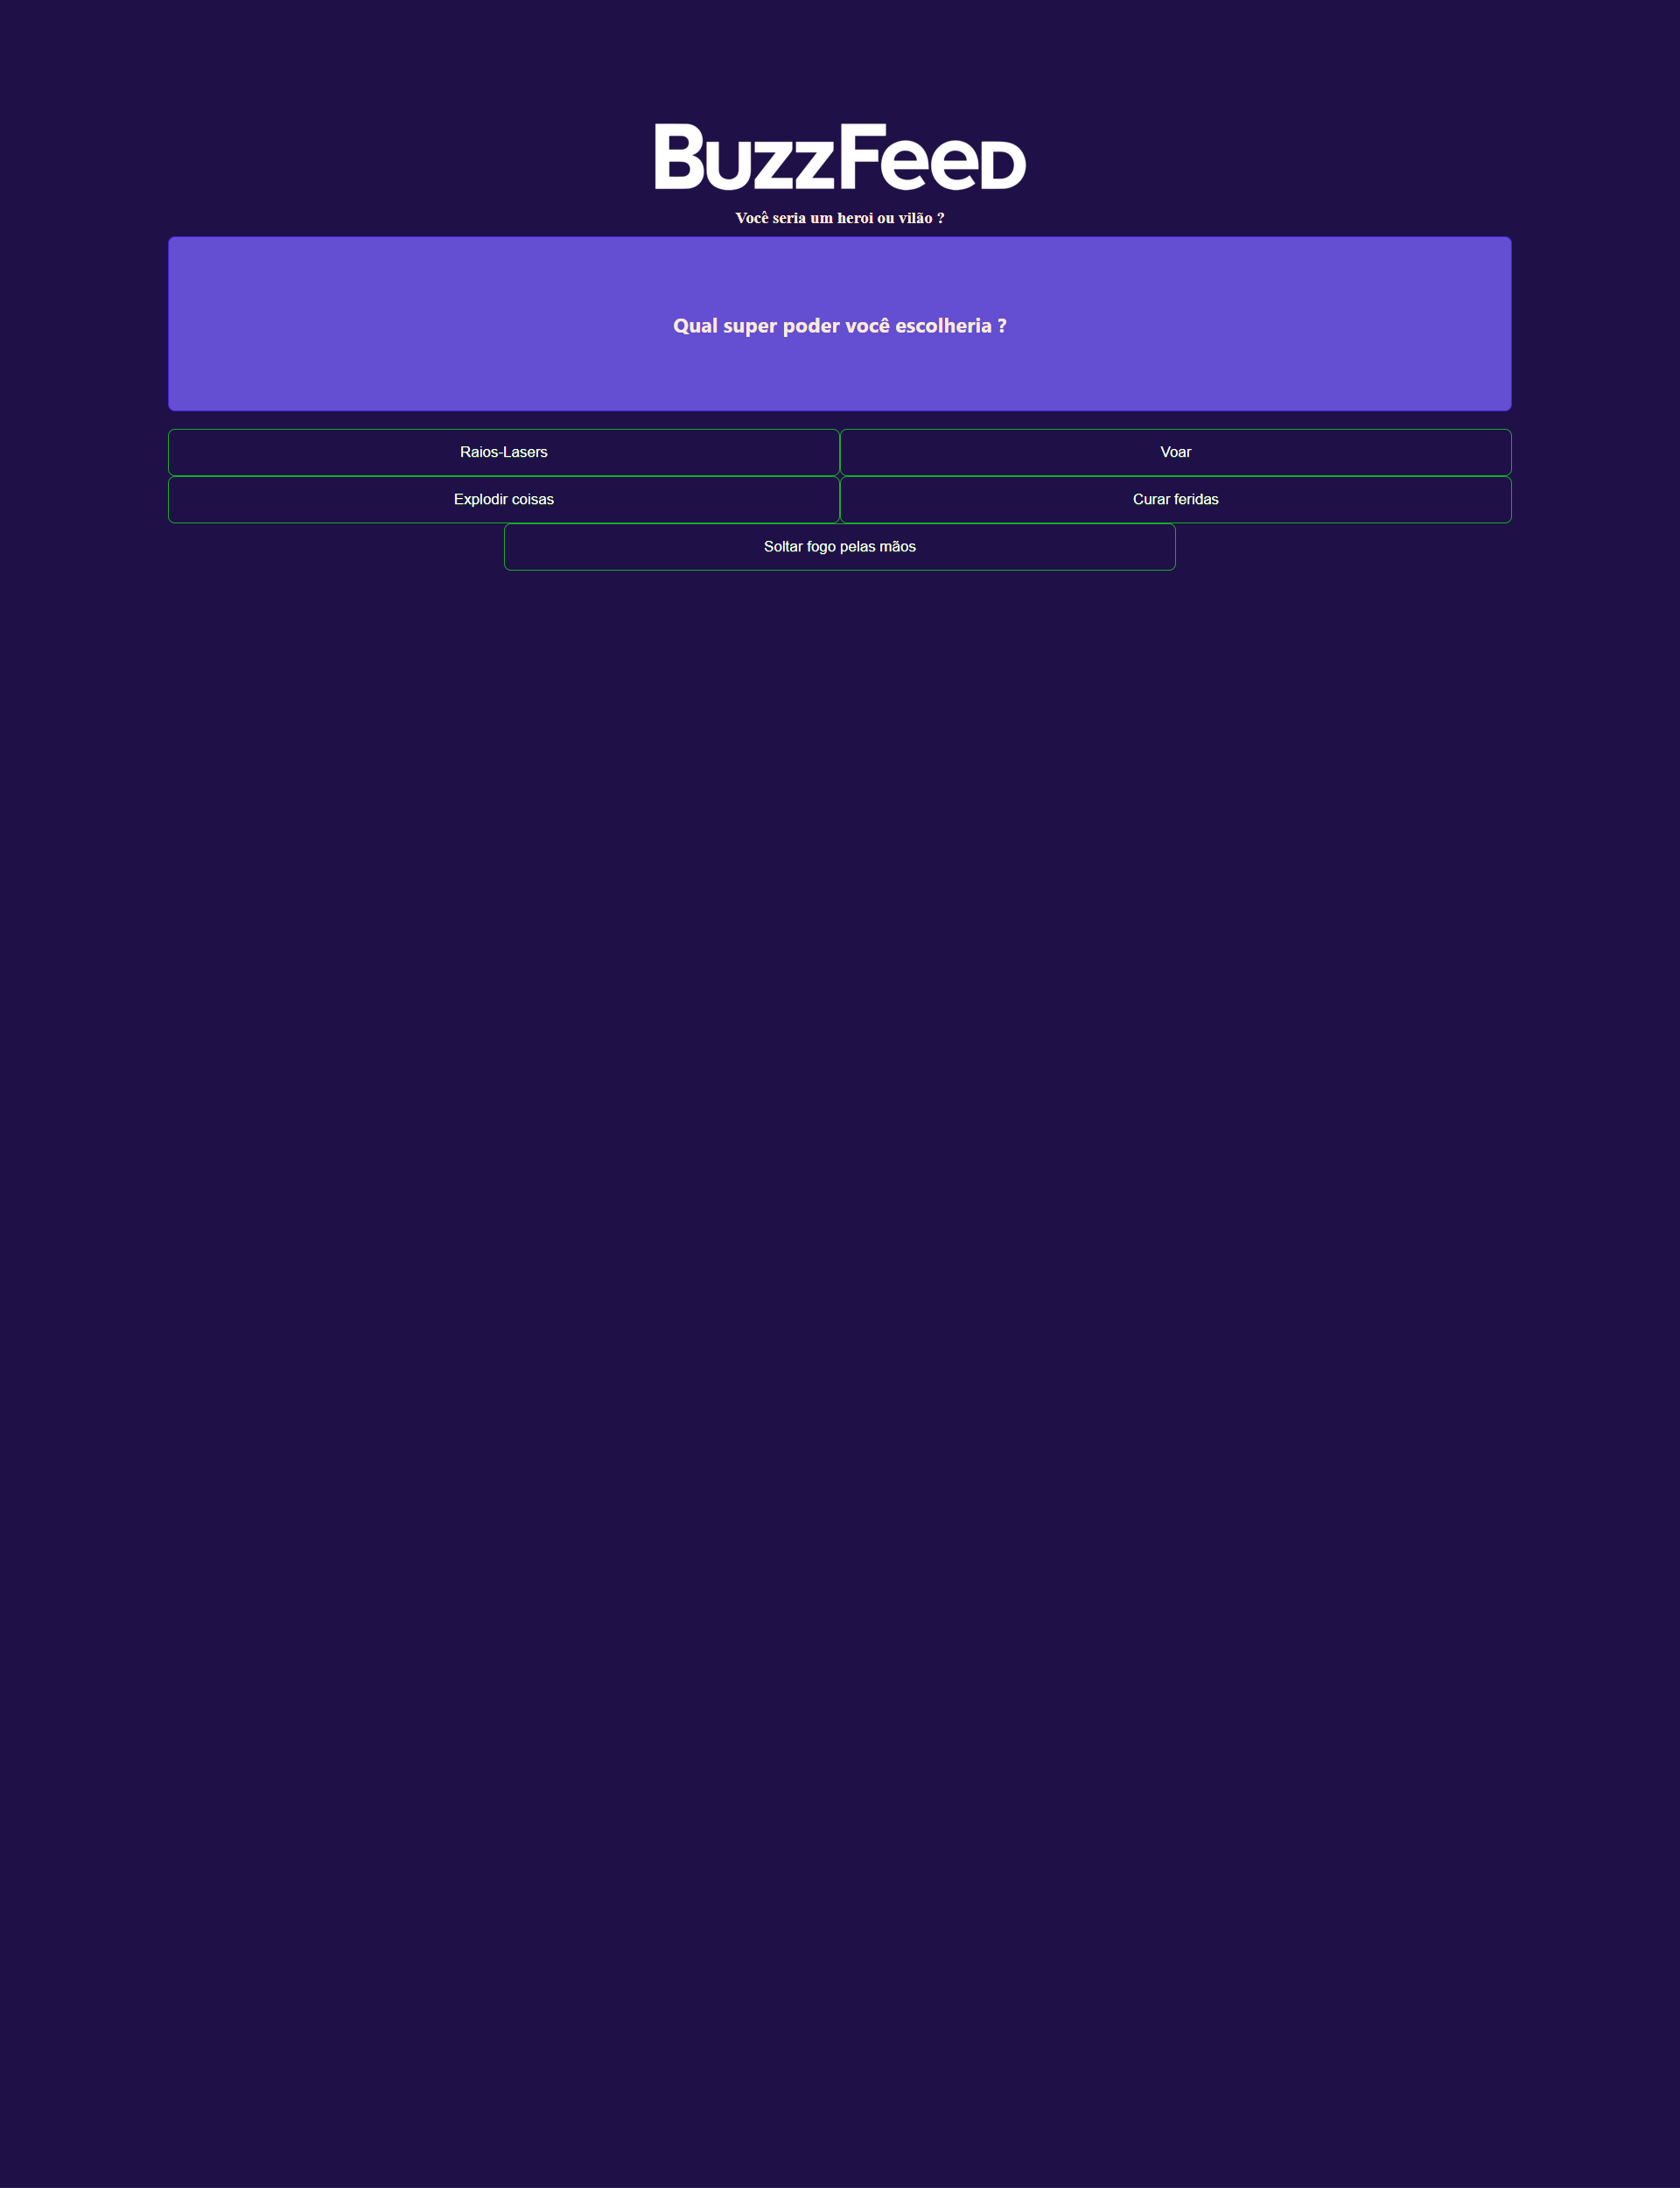 BuzzFeed
Você seria um heroi ou vilão ?
Qual super poder você escolheria ?
Raios-Lasers
Voar
Explodir coisas
Curar feridas
Soltar fogo pelas mãos